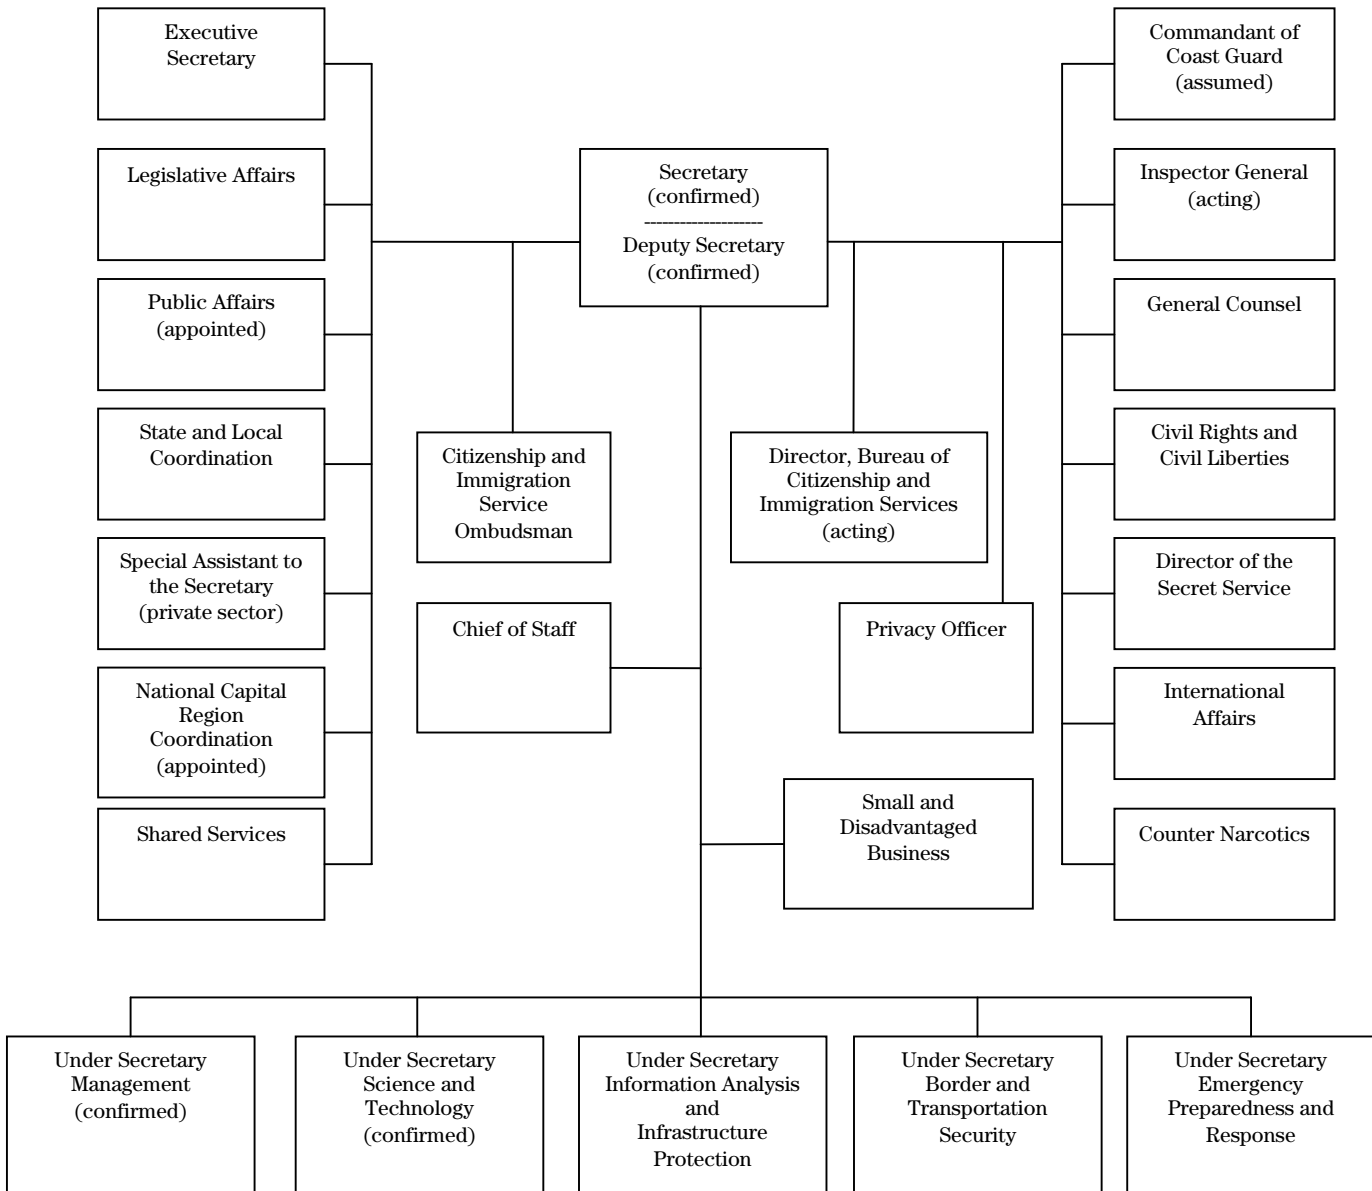 Executive
Secretary
Legislative Affairs
Public Affairs
(appointed)
State and Local
Coordination
Special Assistant to
the Secretary
(private sector)
National Capital
Region
Coordination
(appointed)
Shared Services
Secretary
(confirmed)
--------------------
Deputy Secretary
(confirmed)
Citizenship and
Immigration
Service
Ombudsman
Director, Bureau of
Citizenship and
Immigration Services
(acting)
Chief of Staff
Privacy Officer
Small and
Disadvantaged
Business
Commandant of
Coast Guard
(assumed)
Inspector General
(acting)
General Counsel
Civil Rights and
Civil Liberties
Director of the
Secret Service
International
Affairs
Counter Narcotics
Under Secretary
Management
(confirmed)
Under Secretary
Science and
Technology
(confirmed)
Under Secretary
Information Analysis
and
Infrastructure
Protection
Under Secretary
Border and
Transportation
Security
Under Secretary
Emergency
Preparedness and
Response